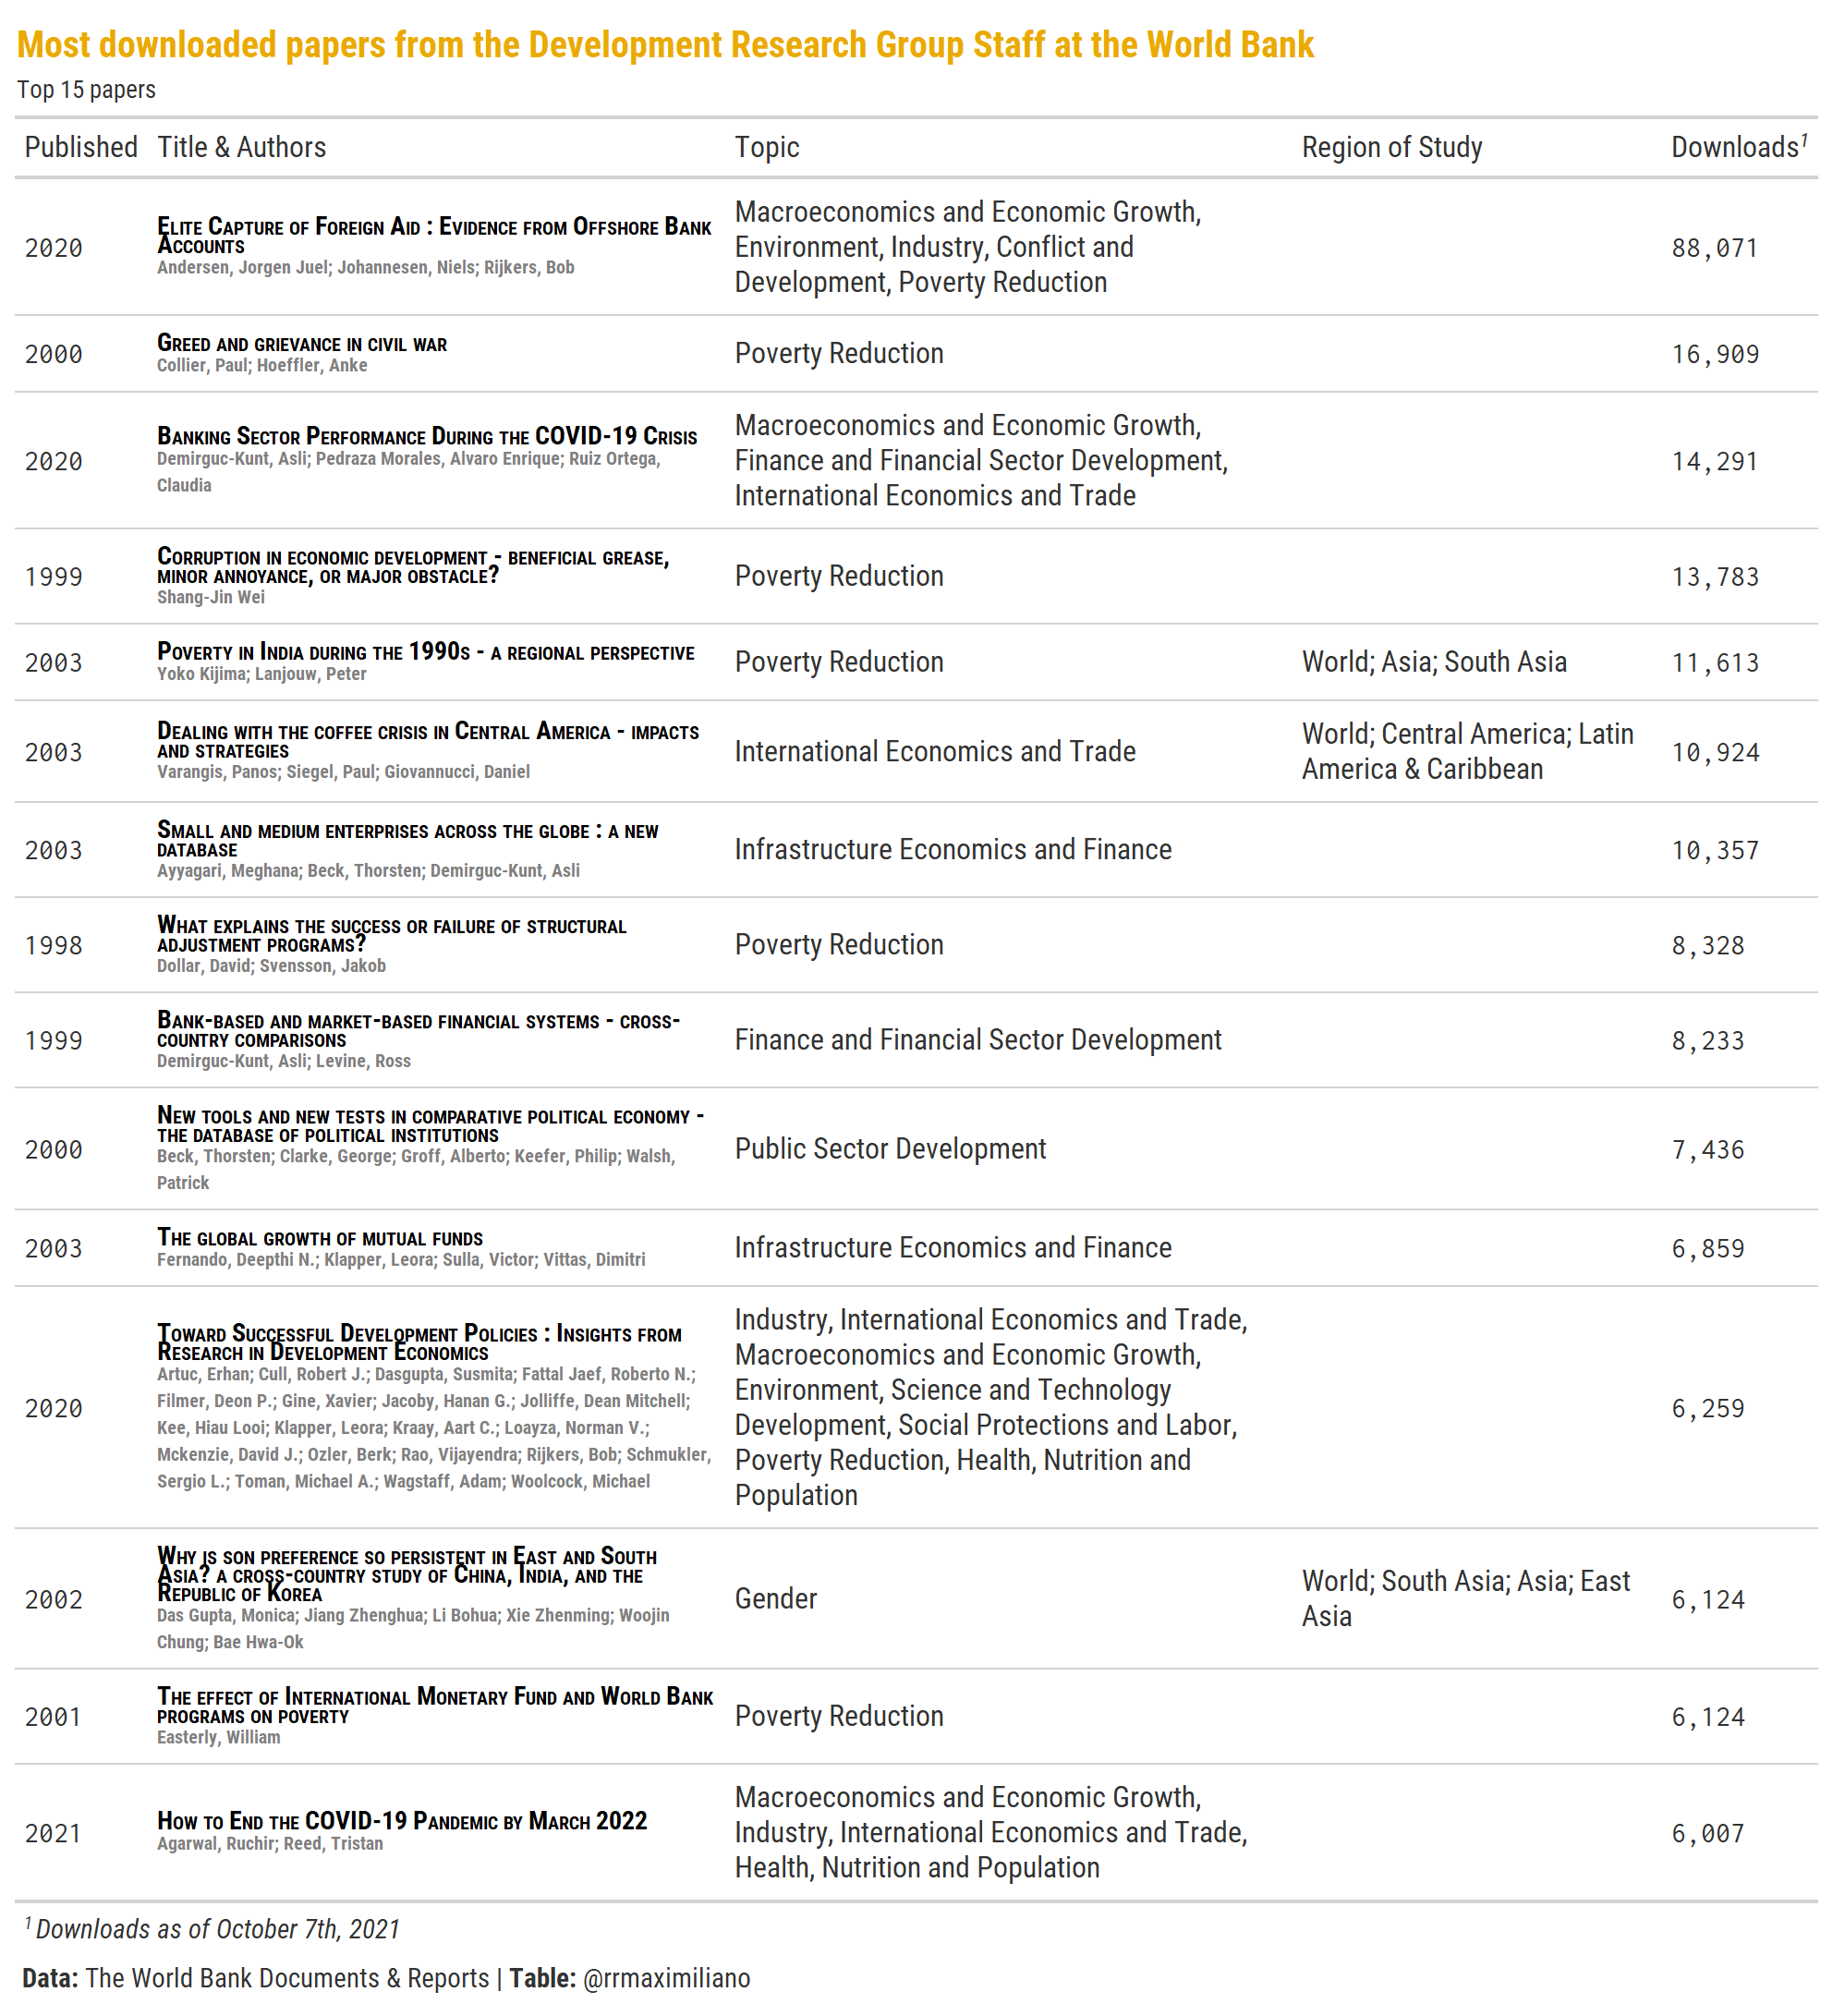 Most downloaded papers from the Development Research Group Staff at the World Bank
Top 15 papers
Published Title & Authors Topic Region of Study Downloads¹
2020
Elite Capture of Foreign Aid : Evidence from Offshore Bank
Accounts
Andersen, Jorgen Juel; Johannesen, Niels; Rijkers, Bob
Macroeconomics and Economic Growth,
Environment, Industry, Conflict and
Development, Poverty Reduction
88,071
2000
Greed and grievance in civil war
Collier, Paul; Hoeffler, Anke
Poverty Reduction
16,909
2020
Banking Sector Performance During the COVID-19 Crisis
Demirguc-Kunt, Asli; Pedraza Morales, Alvaro Enrique; Ruiz Ortega,
Claudia
Macroeconomics and Economic Growth,
Finance and Financial Sector Development,
International Economics and Trade
14,291
1999
Corruption in economic development - beneficial grease,
minor annoyance, or major obstacle?
Shang-Jin Wei
Poverty Reduction
13,783
2003
Poverty in India during the 1990s - a regional perspective
Yoko Kijima; Lanjouw, Peter
Poverty Reduction
World; Asia; South Asia
11,613
2003
Dealing with the coffee crisis in Central America - impacts
and strategies
Varangis, Panos; Siegel, Paul; Giovannucci, Daniel
International Economics and Trade
World; Central America; Latin
America & Caribbean
10,924
2003
Small and medium enterprises across the globe : a new
database
Ayyagari, Meghana; Beck, Thorsten; Demirguc-Kunt, Asli
Infrastructure Economics and Finance
10,357
1998
What explains the success or failure of structural
adjustment programs?
Dollar, David; Svensson, Jakob
Poverty Reduction
8,328
1999
Bank-based and market-based financial systems - cross-
country comparisons
Demirguc-Kunt, Asli; Levine, Ross
Finance and Financial Sector Development
8,233
2000
New tools and new tests in comparative political economy -
the database of political institutions
Beck, Thorsten; Clarke, George; Groff, Alberto; Keefer, Philip; Walsh,
Patrick
Public Sector Development
7,436
2003
The global growth of mutual funds
Fernando, Deepthi N.; Klapper, Leora; Sulla, Victor; Vittas, Dimitri
Infrastructure Economics and Finance
6,859
2020
Toward Successful Development Policies : Insights from
Research in Development Economics
Artuc, Erhan; Cull, Robert J.; Dasgupta, Susmita; Fattal Jaef, Roberto N.;
Filmer, Deon P.; Gine, Xavier; Jacoby, Hanan G.; Jolliffe, Dean Mitchell;
Kee, Hiau Looi; Klapper, Leora; Kraay, Aart C.; Loayza, Norman V.;
Mckenzie, David J.; Ozler, Berk; Rao, Vijayendra; Rijkers, Bob; Schmukler,
Sergio L.; Toman, Michael A.; Wagstaff, Adam; Woolcock, Michael
Industry, International Economics and Trade,
Macroeconomics and Economic Growth,
Environment, Science and Technology
Development, Social Protections and Labor,
Poverty Reduction, Health, Nutrition and
Population
6,259
2002
Why is son preference so persistent in East and South
Asia? a cross-country study of China, India, and the
Republic of Korea
Das Gupta, Monica; Jiang Zhenghua; Li Bohua; Xie Zhenming; Woojin
Chung; Bae Hwa-Ok
Gender
World; South Asia; Asia; East
Asia
6,124
2001
The effect of International Monetary Fund and World Bank
programs on poverty
Easterly, William
Poverty Reduction
6,124
2021
How to End the COVID-19 Pandemic by March 2022
Agarwal, Ruchir; Reed, Tristan
Macroeconomics and Economic Growth,
Industry, International Economics and Trade,
Health, Nutrition and Population
6,007
¹ Downloads as of October 7th, 2021
Data: The World Bank Documents & Reports | Table: @rrmaximiliano